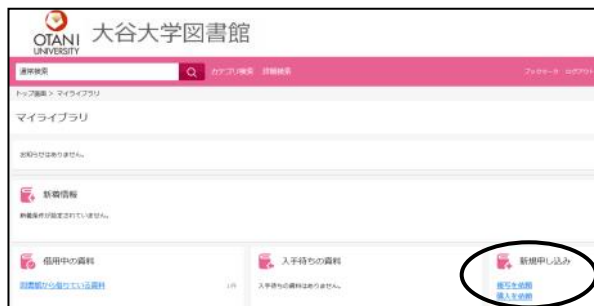 OTANI
UNIVERSITY
大谷大学図書館
通常検索
カテゴリ検索 詳細検索
ブックマーク ログアウト
トップ画面 > マイライブラリ
マイライブラリ
お知らせはありません。
新着情報
新着条件が設定されていません。
借用中の資料
図書館から借りている資料
1件
入手待ちの資料
入手待ちの資料はありません。
新規申し込み
複写を依頼
購入を依頼